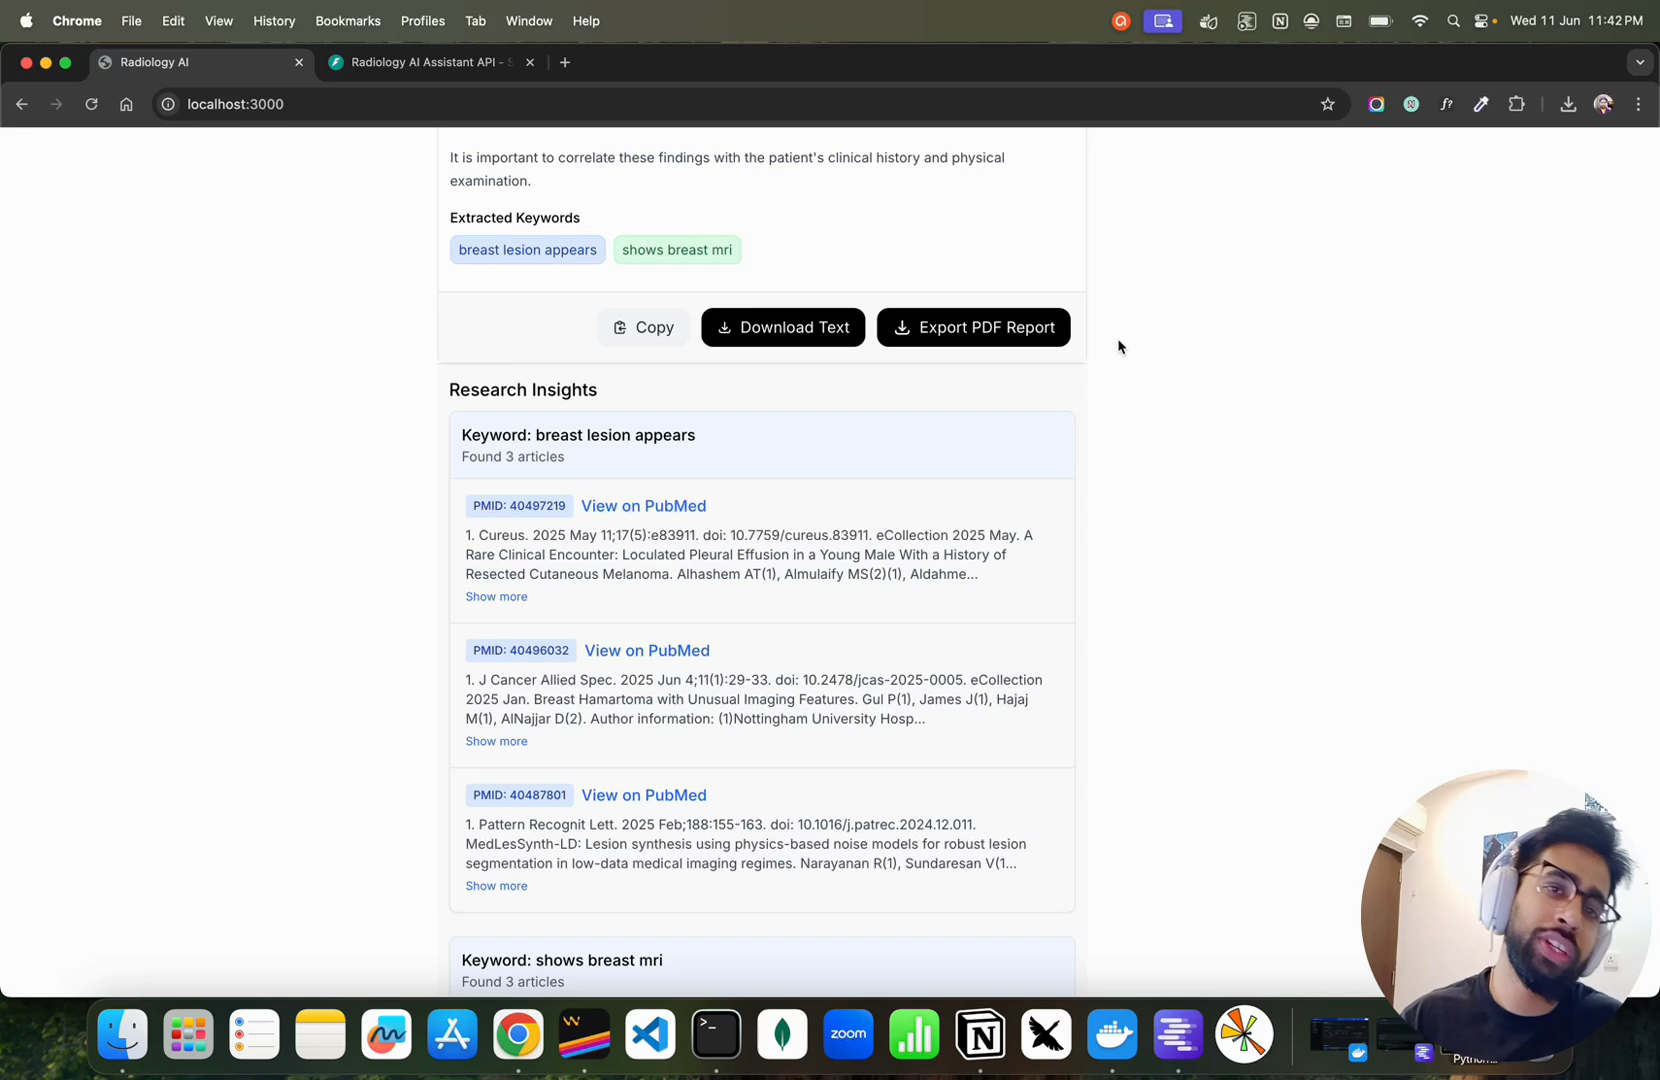 Chrome File Edit View History Bookmarks Profiles Tab Window Help Wed 11 Jun 11:42 PM
Radiology AI
Radiology AI Assistant API - S
localhost:3000
It is important to correlate these findings with the patient's clinical history and physical
examination.
Extracted Keywords
breast lesion appears shows breast mri
Copy Download Text Export PDF Report
Research Insights
Keyword: breast lesion appears
Found 3 articles
PMID: 40497219 View on PubMed
1. Cureus. 2025 May 11;17(5):e83911. doi: 10.7759/cureus.83911. eCollection 2025 May. A
Rare Clinical Encounter: Loculated Pleural Effusion in a Young Male With a History of
Resected Cutaneous Melanoma. Alhashem AT(1), Almulaify MS(2)(1), Aldahme...
Show more
PMID: 40496032 View on PubMed
1. J Cancer Allied Spec. 2025 Jun 4;11(1):29-33. doi: 10.2478/jcas-2025-0005. eCollection
2025 Jan. Breast Hamartoma with Unusual Imaging Features. Gul P(1), James J(1), Hajaj
M(1), AlNajjar D(2). Author information: (1)Nottingham University Hosp...
Show more
PMID: 40487801 View on PubMed
1. Pattern Recognit Lett. 2025 Feb;188:155-163. doi: 10.1016/j.patrec.2024.12.011.
MedLesSynth-LD: Lesion synthesis using physics-based noise models for robust lesion
segmentation in low-data medical imaging regimes. Narayanan R(1), Sundaresan V(1...
Show more
Keyword: shows breast mri
Found 3 articles
zoom
Python...